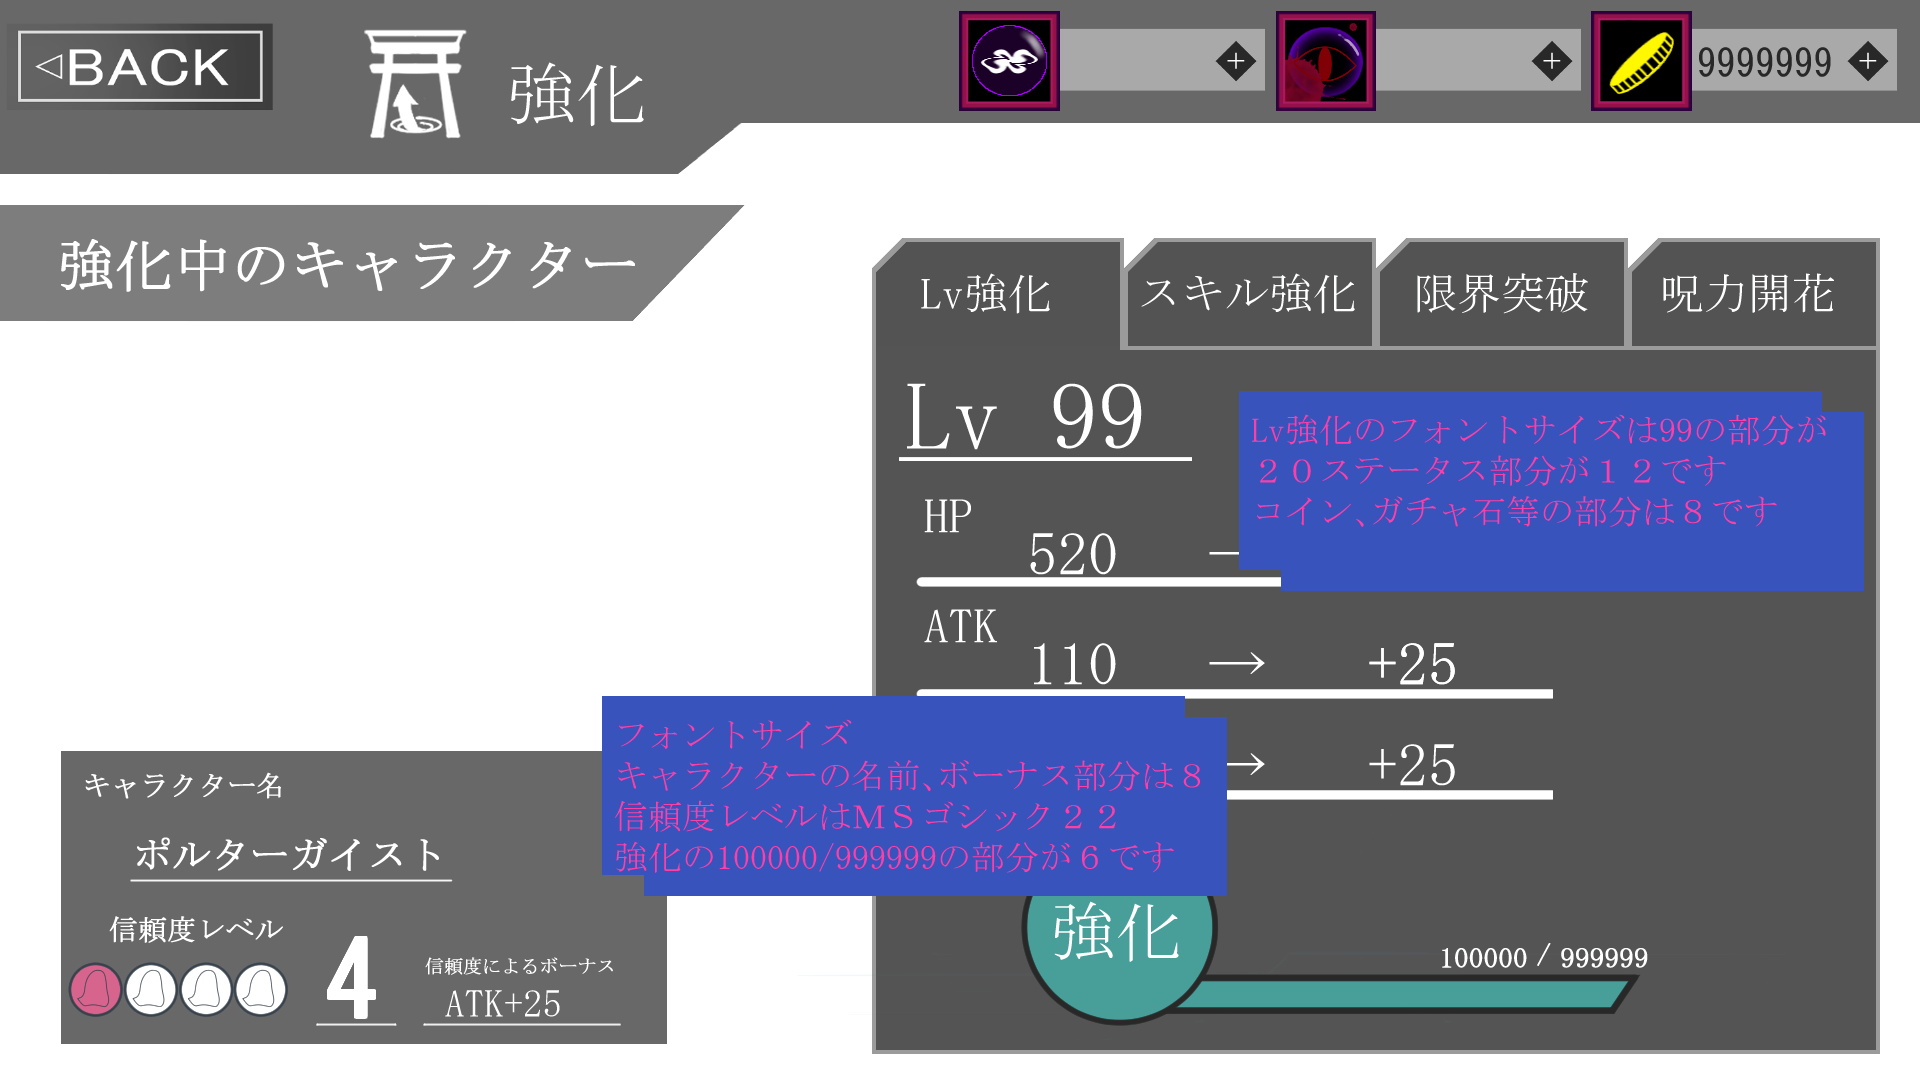 ◁BACK
強化
9999999
強化中のキャラクター
Lv強化
スキル強化
限界突破
呪力開花
Lv 99
Lv強化のフォントサイズは99の部分が
２０ステータス部分が１２です
コイン、ガチャ石等の部分は８です
HP
520
ATK
110 → +25
→ +25
フォントサイズ
キャラクターの名前、ボーナス部分は８
信頼度レベルはＭＳゴシック２２
強化の100000/999999の部分が６です
キャラクター名
ポルターガイスト
信頼度レベル
4
信頼度によるボーナス
ATK+25
強化
100000 / 999999